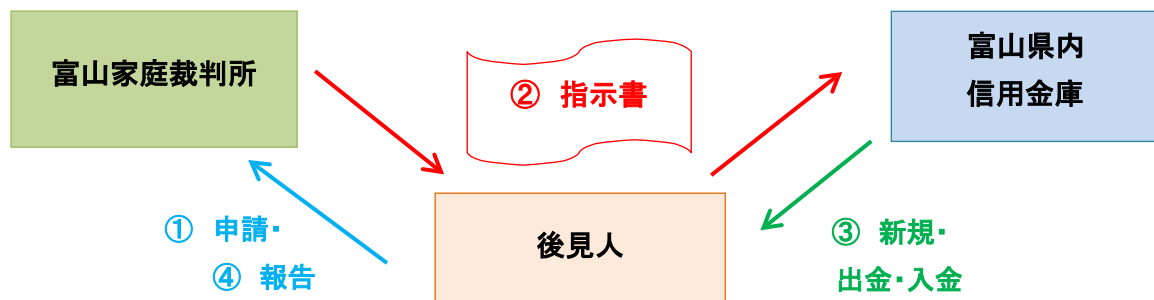 富山家庭裁判所
② 指示書
富山県内
信用金庫
① 申請・
④ 報告
後見人
③ 新規・
出金・入金